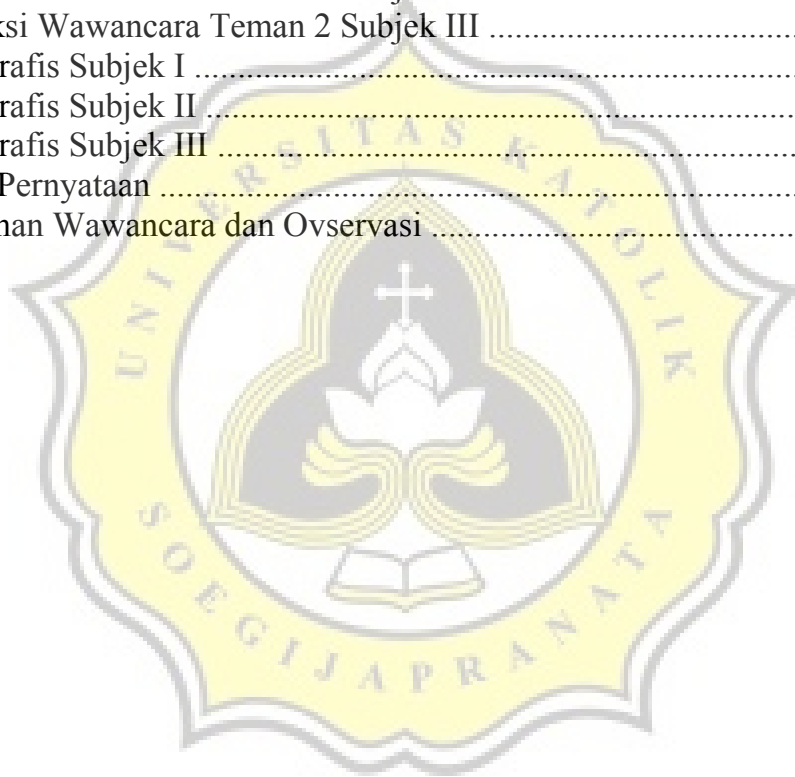 ksi Wawancara Teman 2 Subjek III ....................................................
rafis Subjek I ....................................................
rafis Subjek II ....................................................
rafis Subjek III ....................................................
Pernyataan ....................................................
nan Wawancara dan Ovservasi ....................................................
UNIVERSITAS KATOLIK
SOEGIJAPRANATA